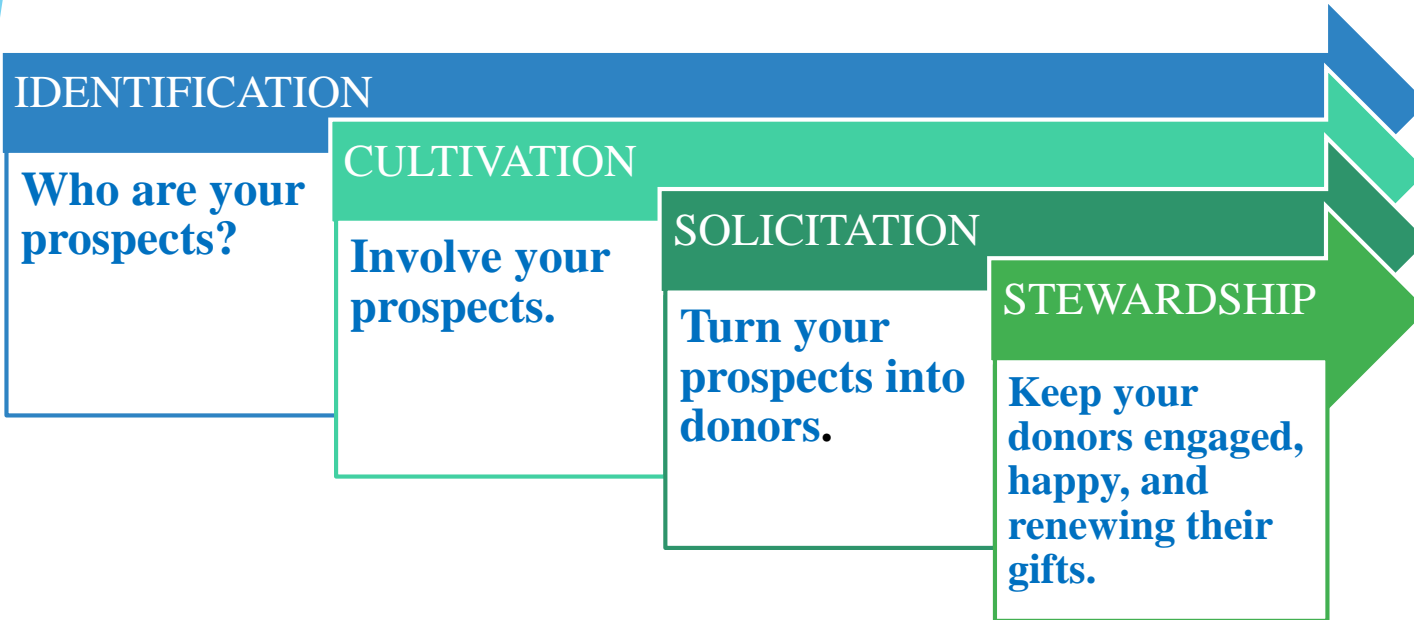 IDENTIFICATION
Who are your
prospects?
CULTIVATION
Involve your
prospects.
SOLICITATION
Turn your
prospects into
donors.
STEWARDSHIP
Keep your
donors engaged,
happy, and
renewing their
gifts.